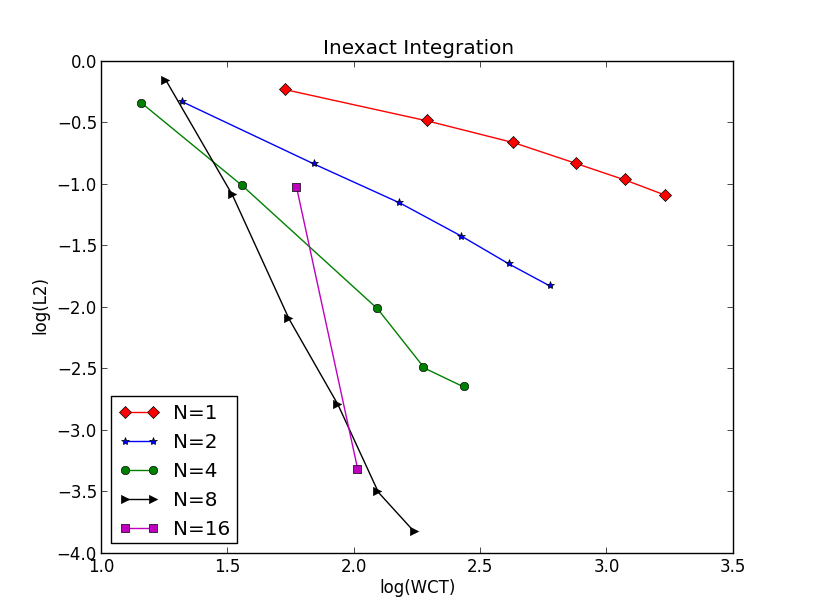 Inexact Integration
0.0
−0.5
−1.0
−1.5
−2.0
−2.5
−3.0
−3.5
−4.0
log(L2)
N=1
N=2
N=4
N=8
N=16
1.0 1.5 2.0 2.5 3.0 3.5
log(WCT)